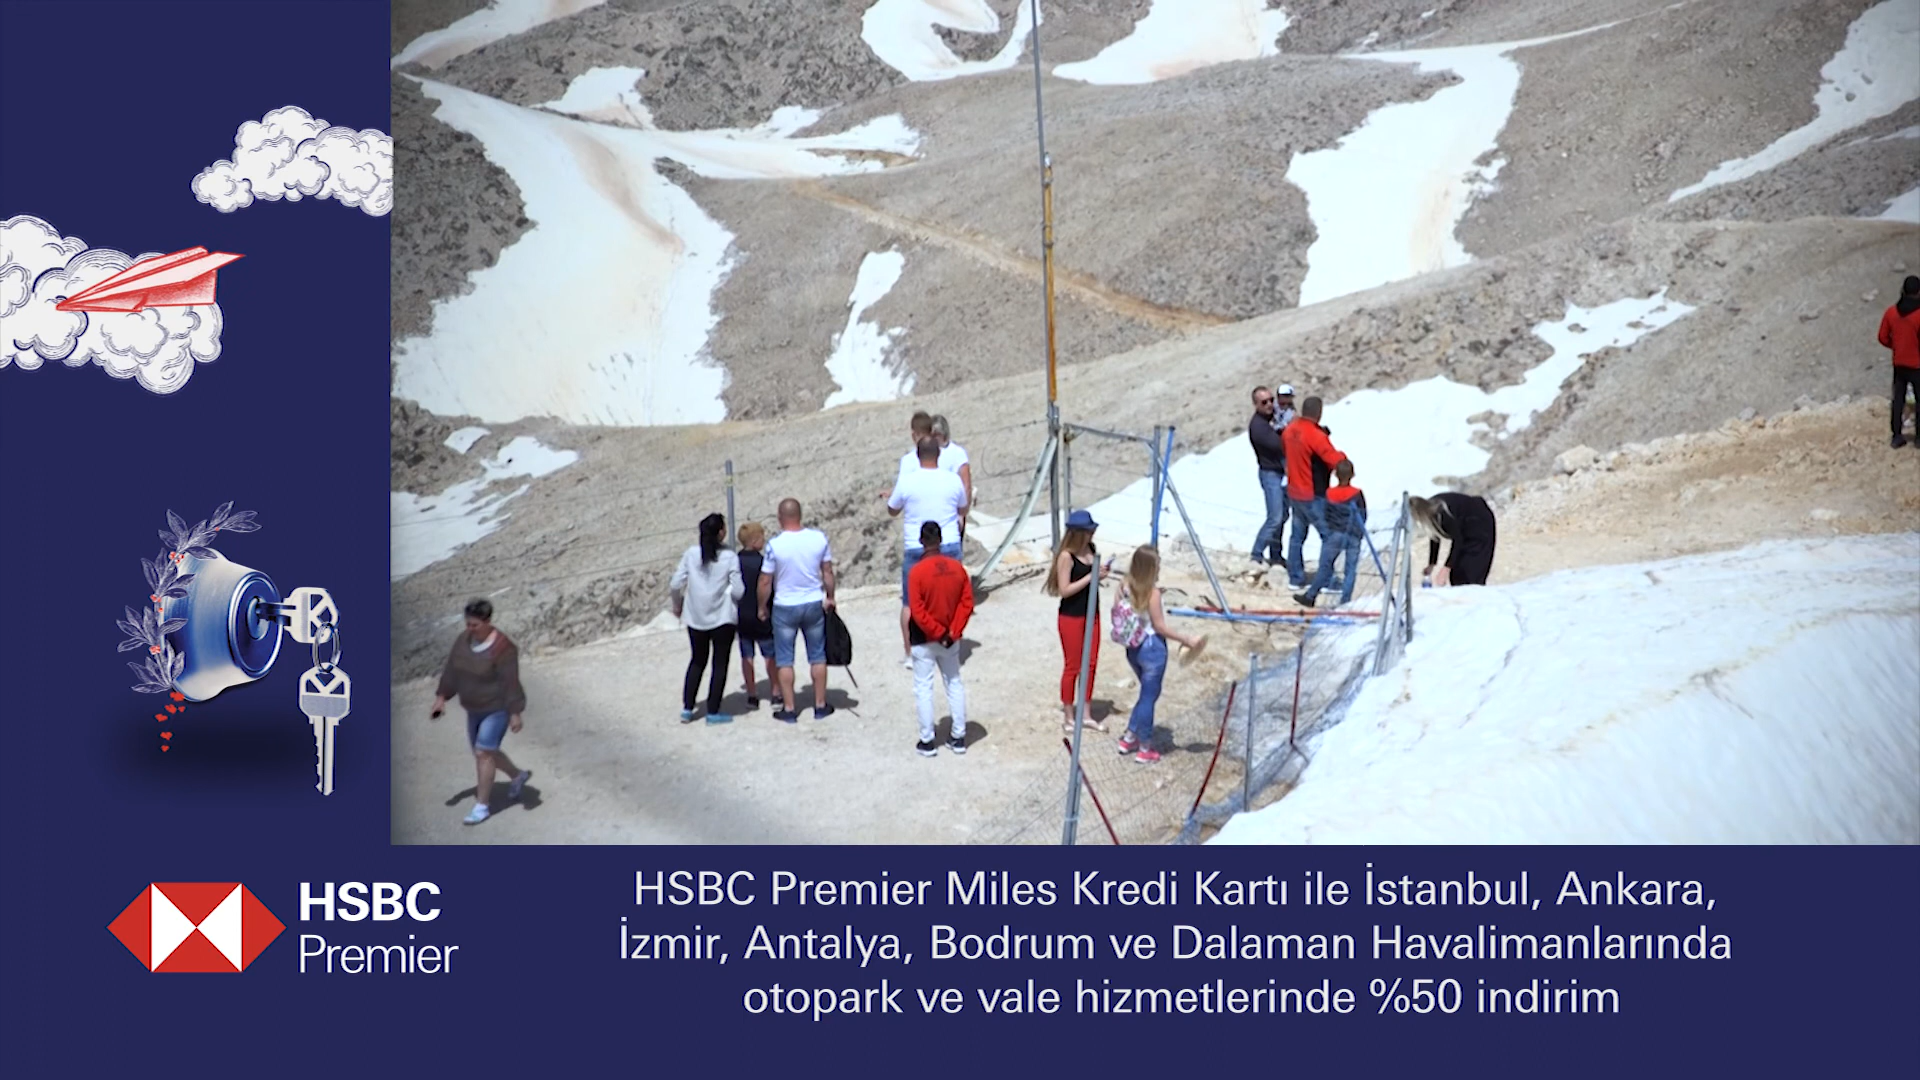 HSBC
Premier
HSBC Premier Miles Kredi Kartı ile İstanbul, Ankara,
İzmir, Antalya, Bodrum ve Dalaman Havalimanlarında
otopark ve vale hizmetlerinde %50 indirim